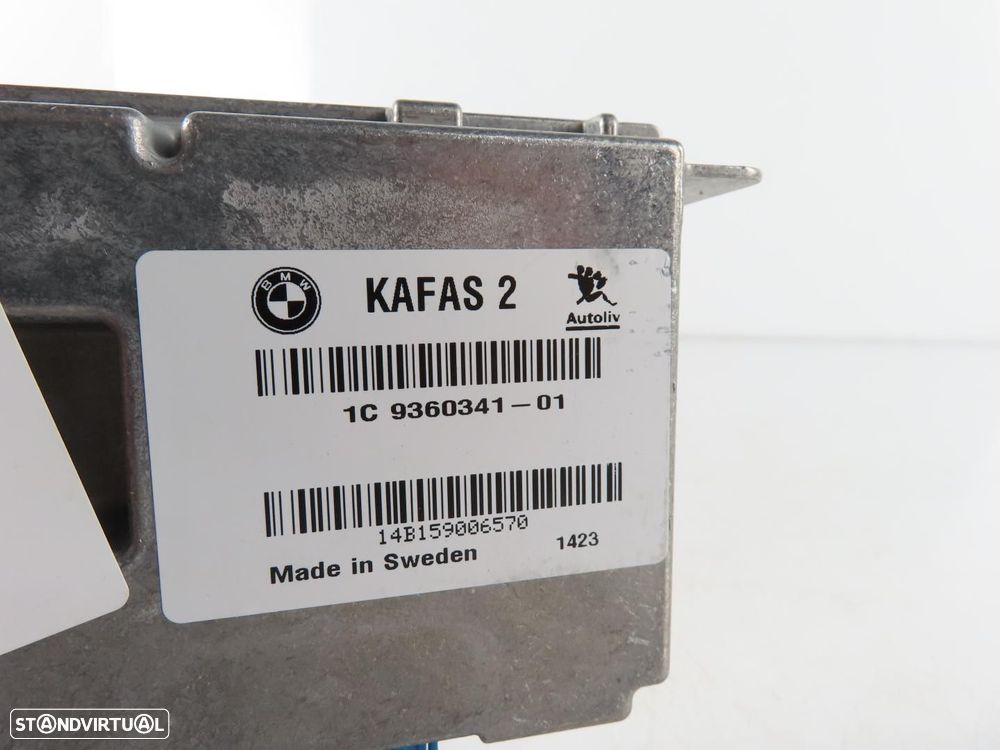 BMW
KAFAS 2
Autoliv
1C 9360341-01
14B159006570
Made in Sweden
1423
STANDVIRTUAL